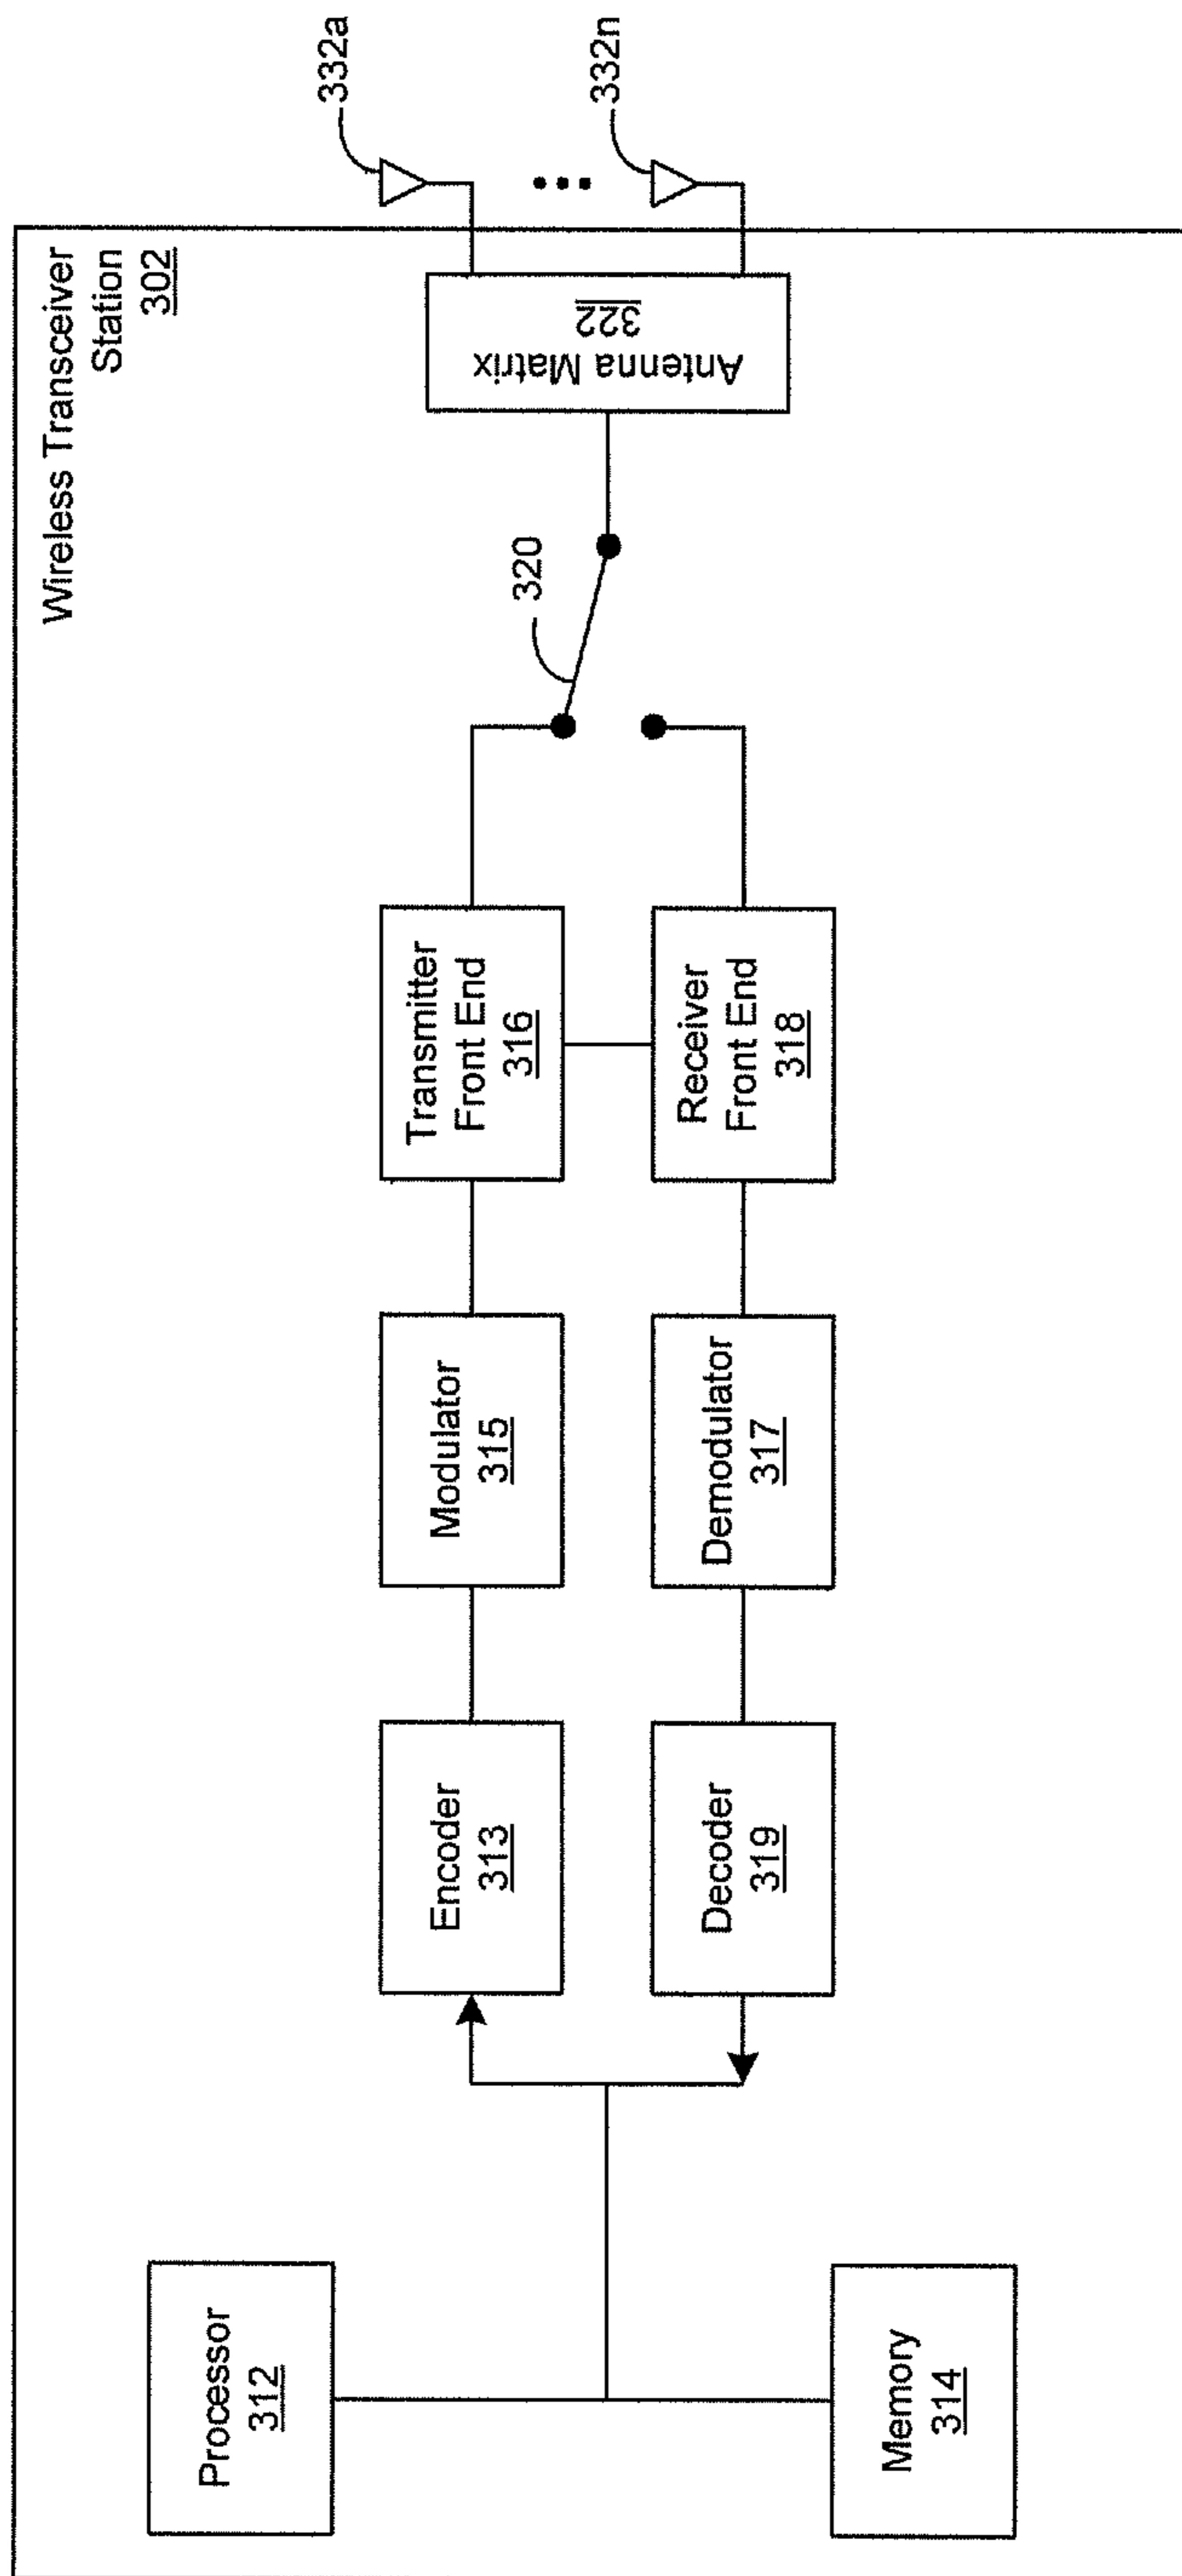 Wireless Transceiver
Station
302
332a
332n
Antenna Matrix
322
320
Transmitter
Front End
316
Receiver
Front End
318
Modulator
315
Demodulator
317
Encoder
313
Decoder
319
Processor
312
Memory
314